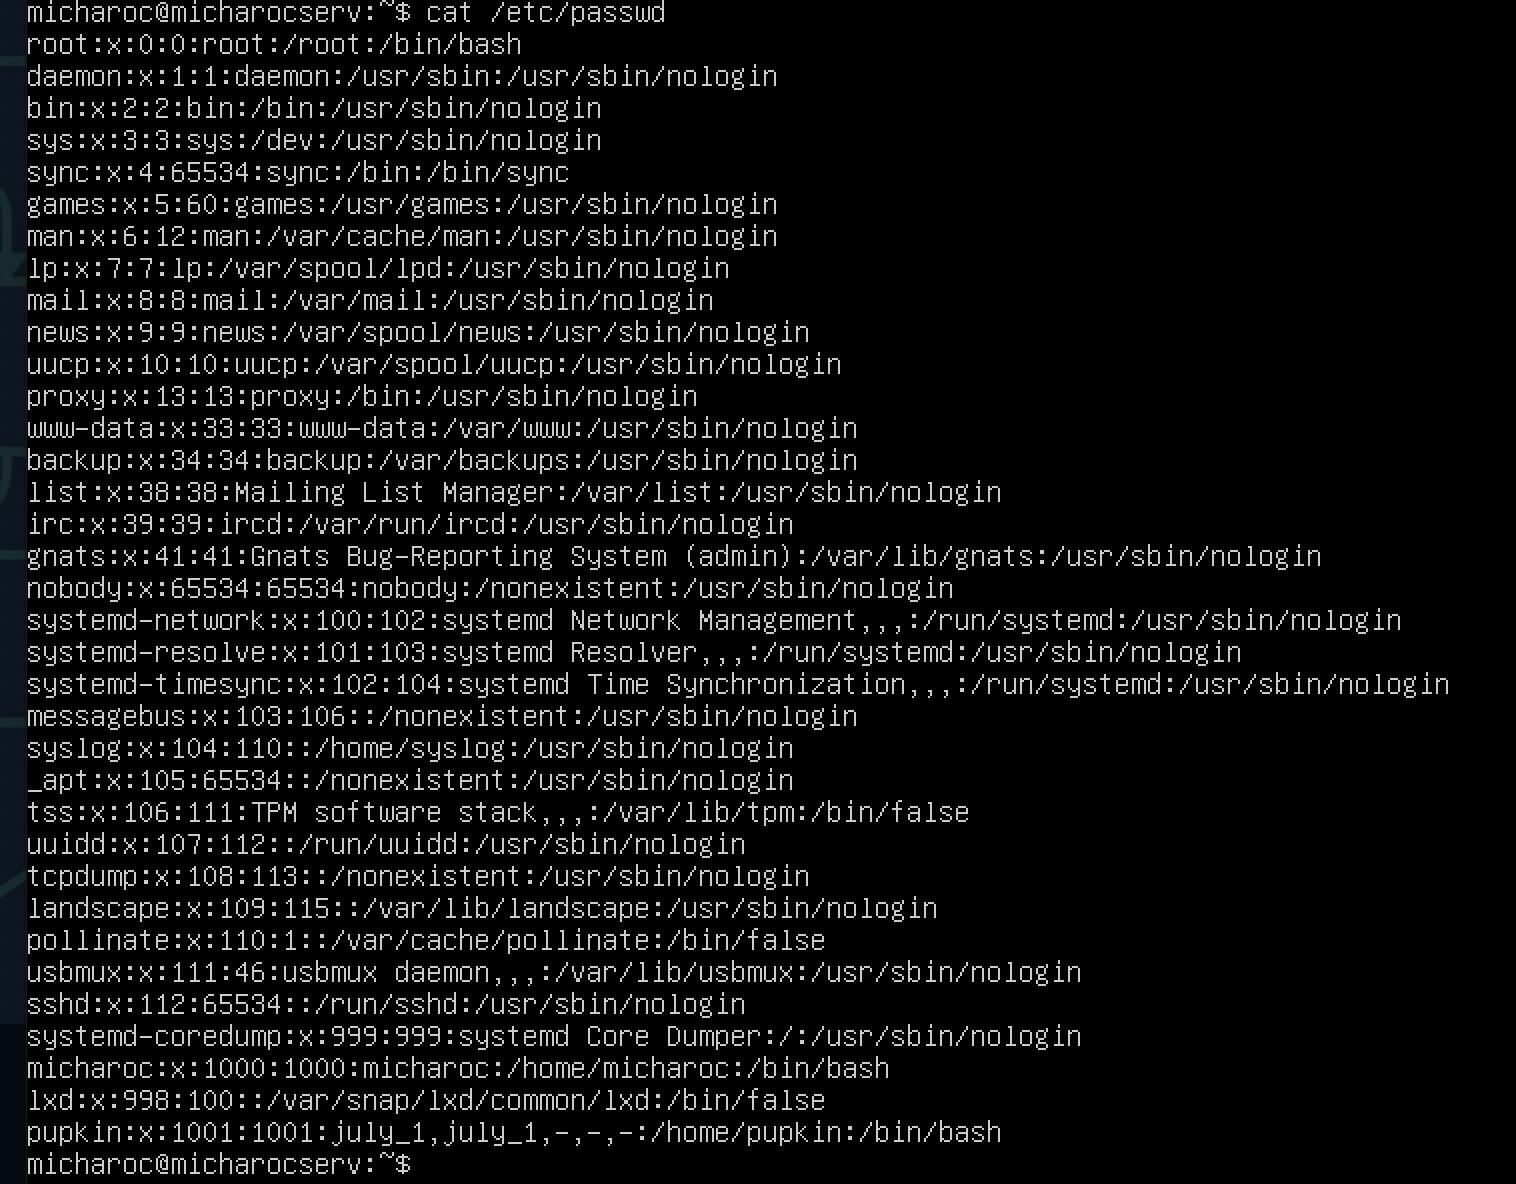 micharoc@micharocserv:~$ cat /etc/passwd
root:x:0:0:root:/root:/bin/bash
daemon:x:1:1:daemon:/usr/sbin:/usr/sbin/nologin
bin:x:2:2:bin:/bin:/usr/sbin/nologin
sys:x:3:3:sys:/dev:/usr/sbin/nologin
sync:x:4:65534:sync:/bin:/bin/sync
games:x:5:60:games:/usr/games:/usr/sbin/nologin
man:x:6:12:man:/var/cache/man:/usr/sbin/nologin
lp:x:7:7:lp:/var/spool/lpd:/usr/sbin/nologin
mail:x:8:8:mail:/var/mail:/usr/sbin/nologin
news:x:9:9:news:/var/spool/news:/usr/sbin/nologin
uucp:x:10:10:uucp:/var/spool/uucp:/usr/sbin/nologin
proxy:x:13:13:proxy:/bin:/usr/sbin/nologin
www-data:x:33:33:www-data:/var/www:/usr/sbin/nologin
backup:x:34:34:backup:/var/backups:/usr/sbin/nologin
list:x:38:38:Mailing List Manager:/var/list:/usr/sbin/nologin
irc:x:39:39:ircd:/var/run/ircd:/usr/sbin/nologin
gnats:x:41:41:Gnats Bug-Reporting System (admin):/var/lib/gnats:/usr/sbin/nologin
nobody:x:65534:65534:nobody:/nonexistent:/usr/sbin/nologin
systemd-network:x:100:102:systemd Network Management,,,:/run/systemd:/usr/sbin/nologin
systemd-resolve:x:101:103:systemd Resolver,,,:/run/systemd:/usr/sbin/nologin
systemd-timesync:x:102:104:systemd Time Synchronization,,,:/run/systemd:/usr/sbin/nologin
messagebus:x:103:106::/nonexistent:/usr/sbin/nologin
syslog:x:104:110::/home/syslog:/usr/sbin/nologin
_apt:x:105:65534::/nonexistent:/usr/sbin/nologin
tss:x:106:111:TPM software stack,,,:/var/lib/tpm:/bin/false
uuidd:x:107:112::/run/uuidd:/usr/sbin/nologin
tcpdump:x:108:113::/nonexistent:/usr/sbin/nologin
landscape:x:109:115::/var/lib/landscape:/usr/sbin/nologin
pollinate:x:110:1::/var/cache/pollinate:/bin/false
usbmux:x:111:46:usbmux daemon,,,:/var/lib/usbmux:/usr/sbin/nologin
sshd:x:112:65534::/run/sshd:/usr/sbin/nologin
systemd-coredump:x:999:999:systemd Core Dumper:/:/usr/sbin/nologin
micharoc:x:1000:1000:micharoc:/home/micharoc:/bin/bash
lxd:x:998:100::/var/snap/lxd/common/lxd:/bin/false
pupkin:x:1001:1001:july_1,july_1,-,-,-:/home/pupkin:/bin/bash
micharoc@micharocserv:~$